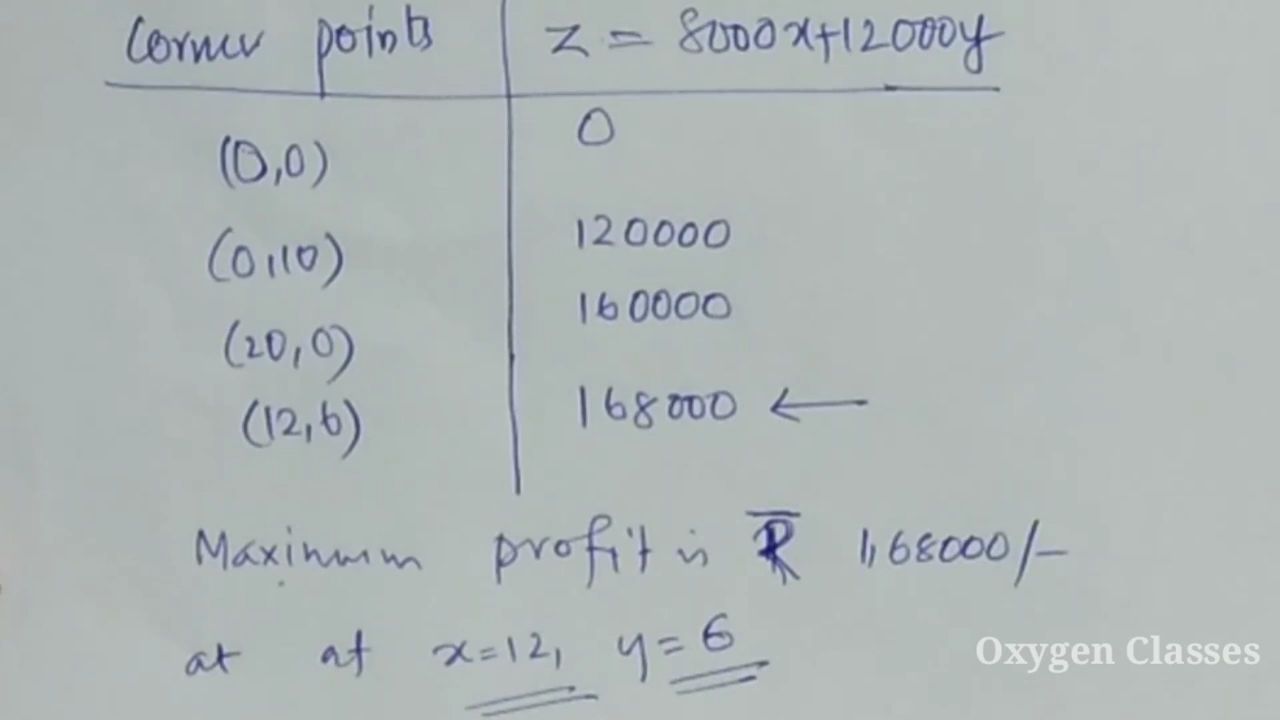 Corner points Z = 8000x+12000y
(0,0) 0
(0,10) 120000
(20,0) 160000
(12,6) 168000 ←
Maximum profit is ₹ 1,68000/-
at at x=12, y=6
Oxygen Classes